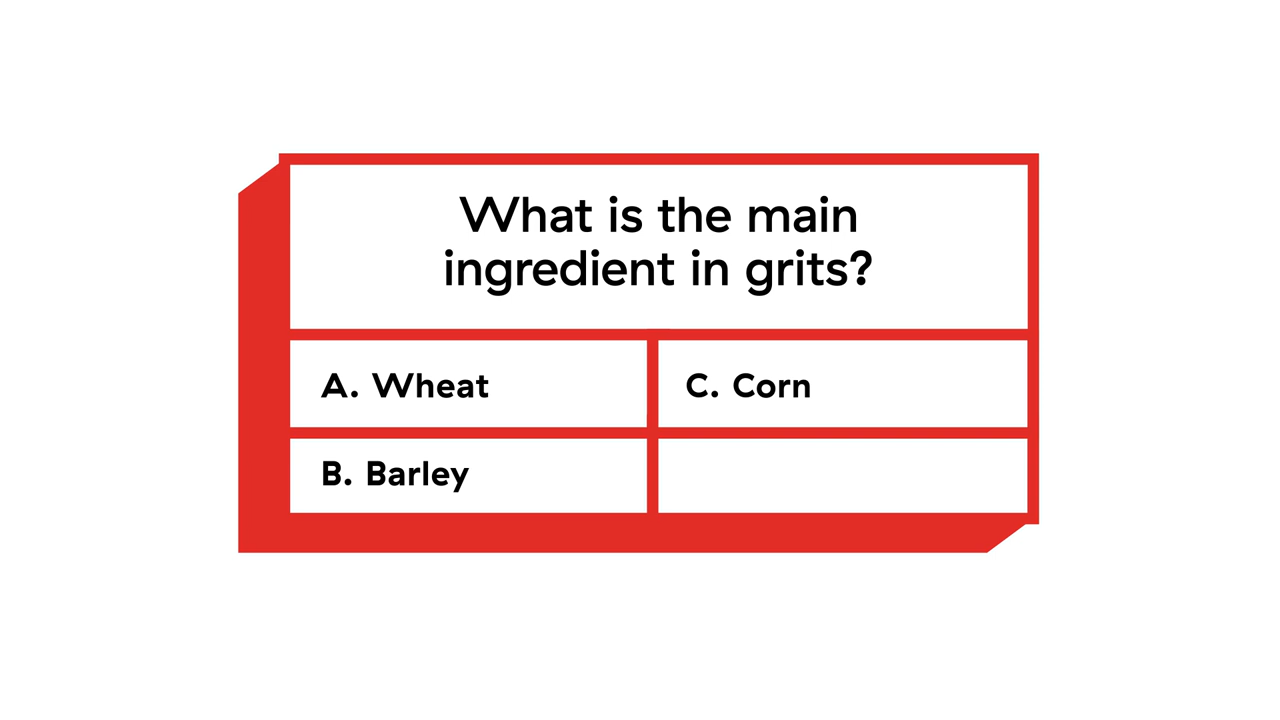 What is the main
ingredient in grits?
A. Wheat
C. Corn
B. Barley